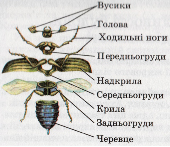 Вусики
Голова
Ходильні ноги
Передньогруди
Надкрила
Середньогруди
Крила
Задньогруди
Черевце